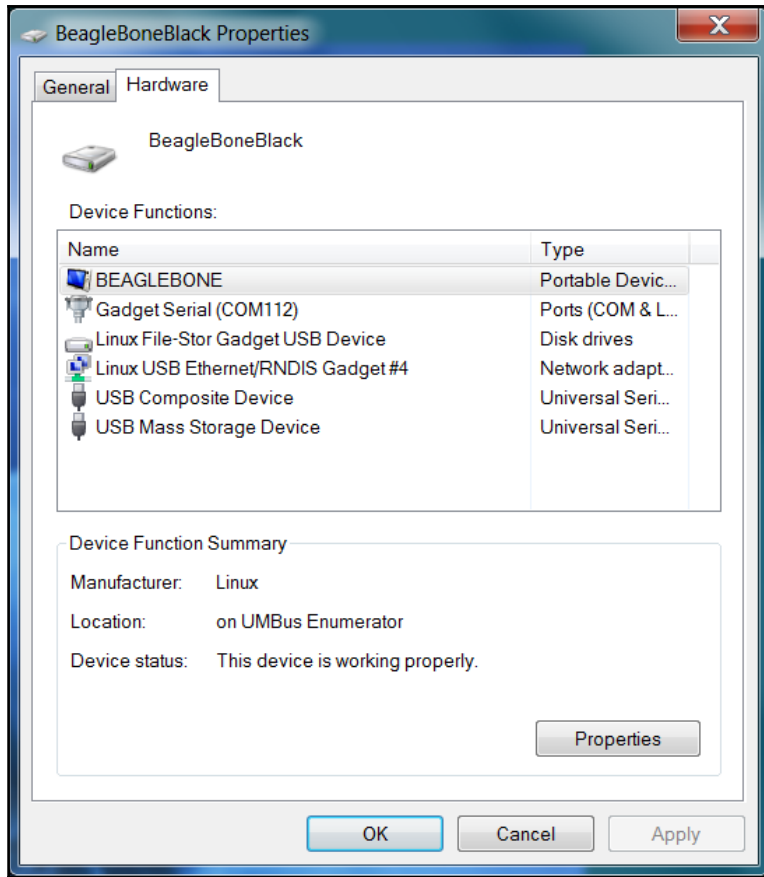 BeagleBoneBlack Properties
General Hardware
BeagleBoneBlack
Device Functions:
Name Type
BEAGLEBONE Portable Devic...
Gadget Serial (COM112) Ports (COM & L...
Linux File-Stor Gadget USB Device Disk drives
Linux USB Ethernet/RNDIS Gadget #4 Network adapt...
USB Composite Device Universal Seri...
USB Mass Storage Device Universal Seri...
Device Function Summary
Manufacturer: Linux
Location: on UMBus Enumerator
Device status: This device is working properly.
Properties
OK Cancel Apply